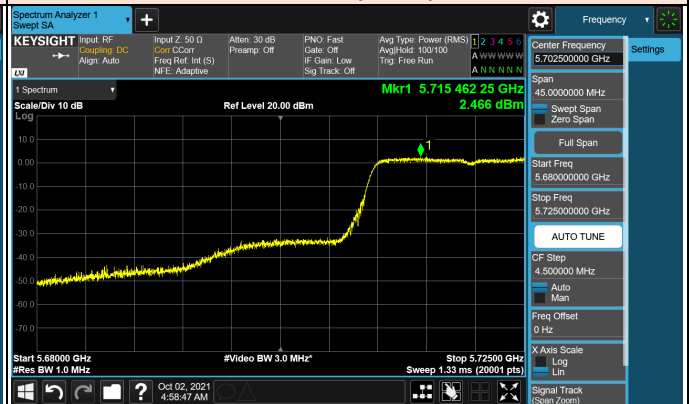 Spectrum Analyzer 1
Swept SA
+
Frequency
KEYSIGHT
Input: RF
Coupling: DC
Align: Auto
Input Z: 50 Ω
Corr CCorr
Freq Ref: Int (S)
NFE: Adaptive
Atten: 30 dB
Preamp: Off
PNO: Fast
Gate: Off
IF Gain: Low
Sig Track: Off
Avg Type: Power (RMS)
Avg|Hold: 100/100
Trig: Free Run
1 2 3 4 5 6
A W W W W W
A N N N N N
LXI
1 Spectrum
Scale/Div 10 dB
Log
Ref Level 20.00 dBm
Mkr1 5.715 462 25 GHz
2.466 dBm
1
10.0
0.00
-10.0
-20.0
-30.0
-40.0
-50.0
-60.0
-70.0
Start 5.68000 GHz
#Res BW 1.0 MHz
#Video BW 3.0 MHz*
Stop 5.72500 GHz
Sweep 1.33 ms (20001 pts)
?
Oct 02, 2021
4:58:47 AM
Center Frequency
5.702500000 GHz
Settings
Span
45.0000000 MHz
Swept Span
Zero Span
Full Span
Start Freq
5.680000000 GHz
Stop Freq
5.725000000 GHz
AUTO TUNE
CF Step
4.500000 MHz
Auto
Man
Freq Offset
0 Hz
X Axis Scale
Log
Lin
Signal Track
(Span Zoom)